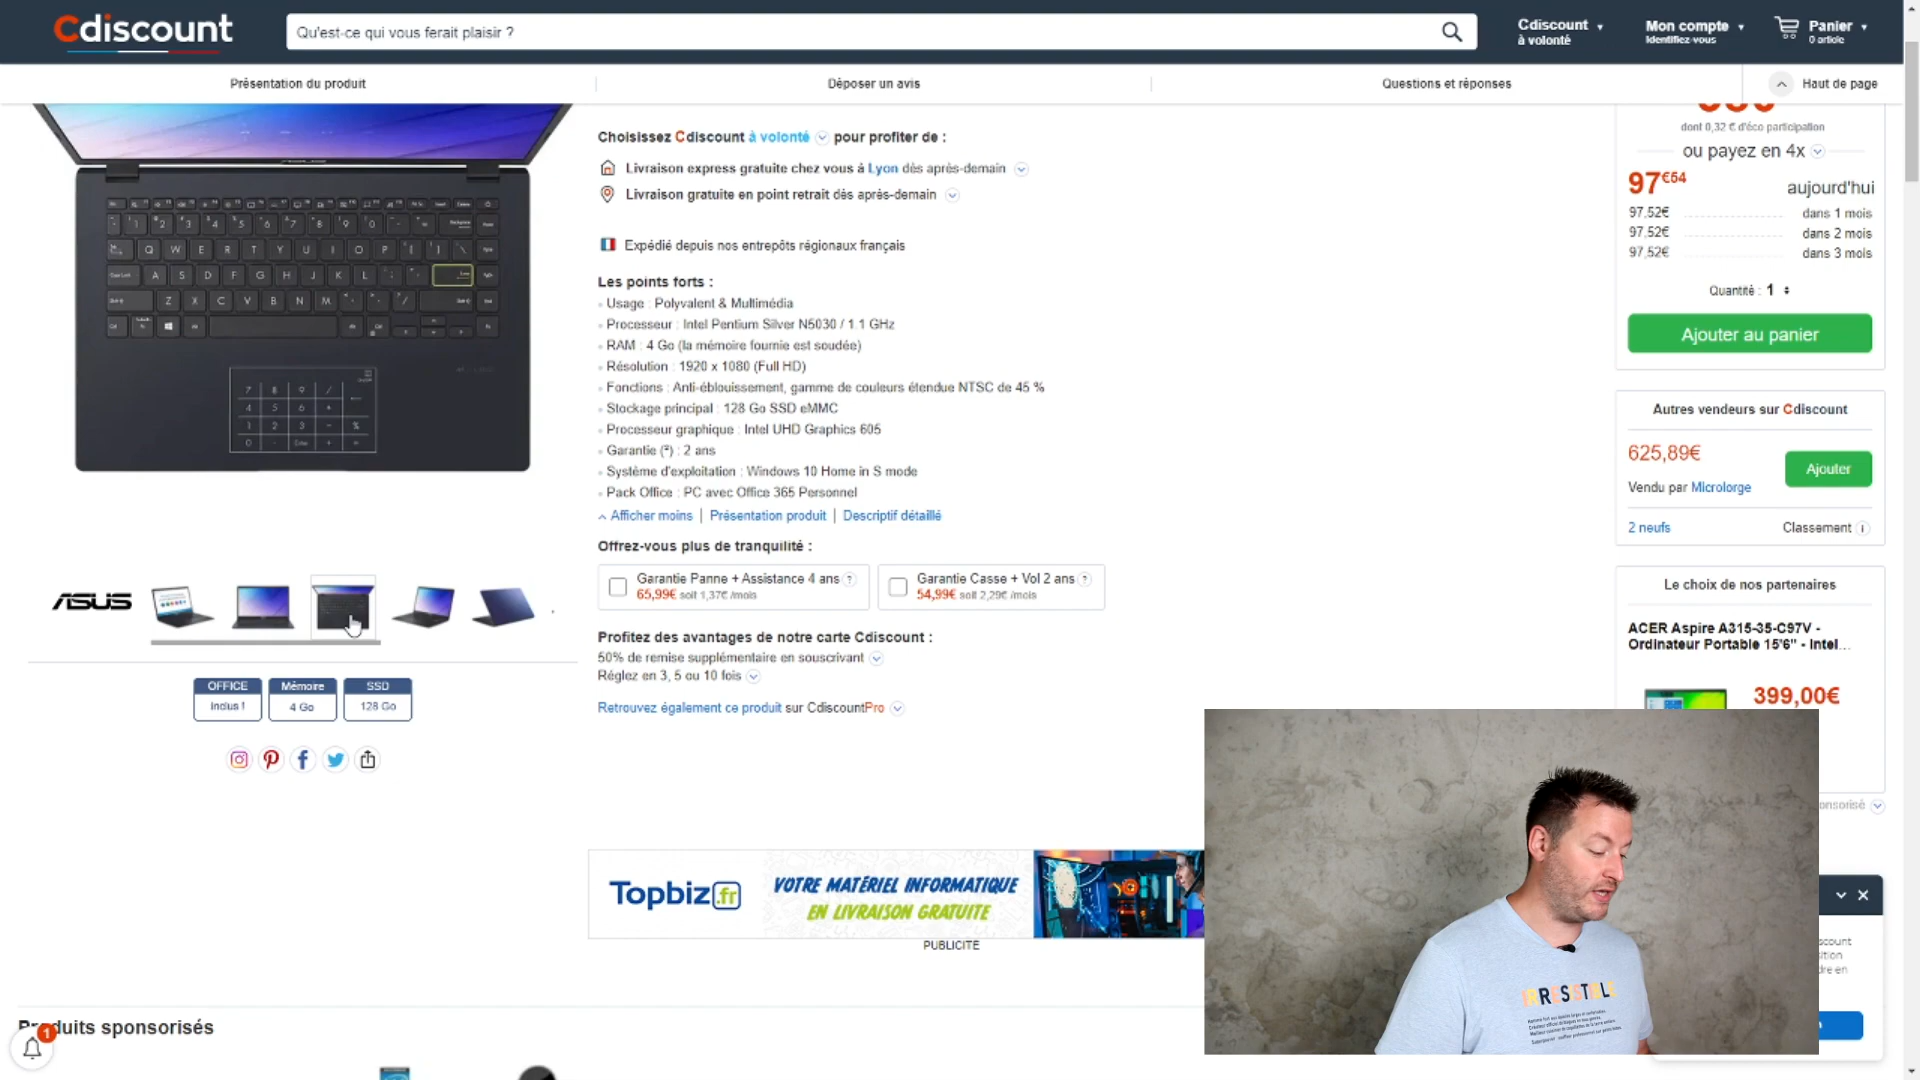 Cdiscount
Qu'est-ce qui vous ferait plaisir ?
Cdiscount
à volonté
Mon compte
Identifiez-vous
Panier
0 article
Présentation du produit
Déposer un avis
Questions et réponses
Haut de page
Choisissez Cdiscount à volonté pour profiter de :
Livraison express gratuite chez vous à Lyon dès après-demain
Livraison gratuite en point retrait dès après-demain
Expédié depuis nos entrepôts régionaux français
Les points forts :
Usage : Polyvalent & Multimédia
Processeur : Intel Pentium Silver N5030 / 1.1 GHz
RAM : 4 Go (la mémoire fournie est soudée)
Résolution : 1920 x 1080 (Full HD)
Fonctions : Anti-éblouissement, gamme de couleurs étendue NTSC de 45 %
Stockage principal : 128 Go SSD eMMC
Processeur graphique : Intel UHD Graphics 605
Garantie (²) : 2 ans
Système d'exploitation : Windows 10 Home in S mode
Pack Office : PC avec Office 365 Personnel
Afficher moins | Présentation produit | Descriptif détaillé
Offrez-vous plus de tranquilité :
Garantie Panne + Assistance 4 ans ?
65,99€ soit 1,37€ /mois
Garantie Casse + Vol 2 ans ?
54,99€ soit 2,29€ /mois
Profitez des avantages de notre carte Cdiscount :
50% de remise supplémentaire en souscrivant
Réglez en 3, 5 ou 10 fois
Retrouvez également ce produit sur CdiscountPro
dont 0,32 € d'éco participation
ou payez en 4x
97€54 aujourd'hui
97,52€ dans 1 mois
97,52€ dans 2 mois
97,52€ dans 3 mois
Quantité : 1
Ajouter au panier
Autres vendeurs sur Cdiscount
625,89€
Ajouter
Vendu par Microlorge
2 neufs
Classement i
Le choix de nos partenaires
ACER Aspire A315-35-C97V -
Ordinateur Portable 15'6" - Intel...
399,00€
ASUS
OFFICE
Inclus !
Mémoire
4 Go
SSD
128 Go
Topbiz.fr
VOTRE MATÉRIEL INFORMATIQUE
EN LIVRAISON GRATUITE
PUBLICITE
Produits sponsorisés
1